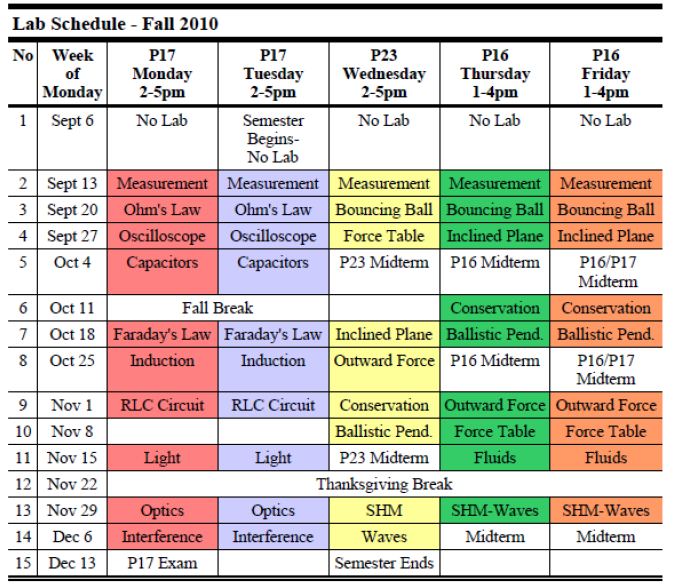 Lab Schedule - Fall 2010
No Week of Monday P17 Monday 2-5pm P17 Tuesday 2-5pm P23 Wednesday 2-5pm P16 Thursday 1-4pm P16 Friday 1-4pm
1 Sept 6 No Lab Semester Begins- No Lab No Lab No Lab No Lab
2 Sept 13 Measurement Measurement Measurement Measurement Measurement
3 Sept 20 Ohm's Law Ohm's Law Bouncing Ball Bouncing Ball Bouncing Ball
4 Sept 27 Oscilloscope Oscilloscope Force Table Inclined Plane Inclined Plane
5 Oct 4 Capacitors Capacitors P23 Midterm P16 Midterm P16/P17 Midterm
6 Oct 11 Fall Break Conservation Conservation
7 Oct 18 Faraday's Law Faraday's Law Inclined Plane Ballistic Pend. Ballistic Pend.
8 Oct 25 Induction Induction Outward Force P16 Midterm P16/P17 Midterm
9 Nov 1 RLC Circuit RLC Circuit Conservation Outward Force Outward Force
10 Nov 8 Ballistic Pend. Force Table Force Table
11 Nov 15 Light Light P23 Midterm Fluids Fluids
12 Nov 22 Thanksgiving Break
13 Nov 29 Optics Optics SHM SHM-Waves SHM-Waves
14 Dec 6 Interference Interference Waves Midterm Midterm
15 Dec 13 P17 Exam Semester Ends